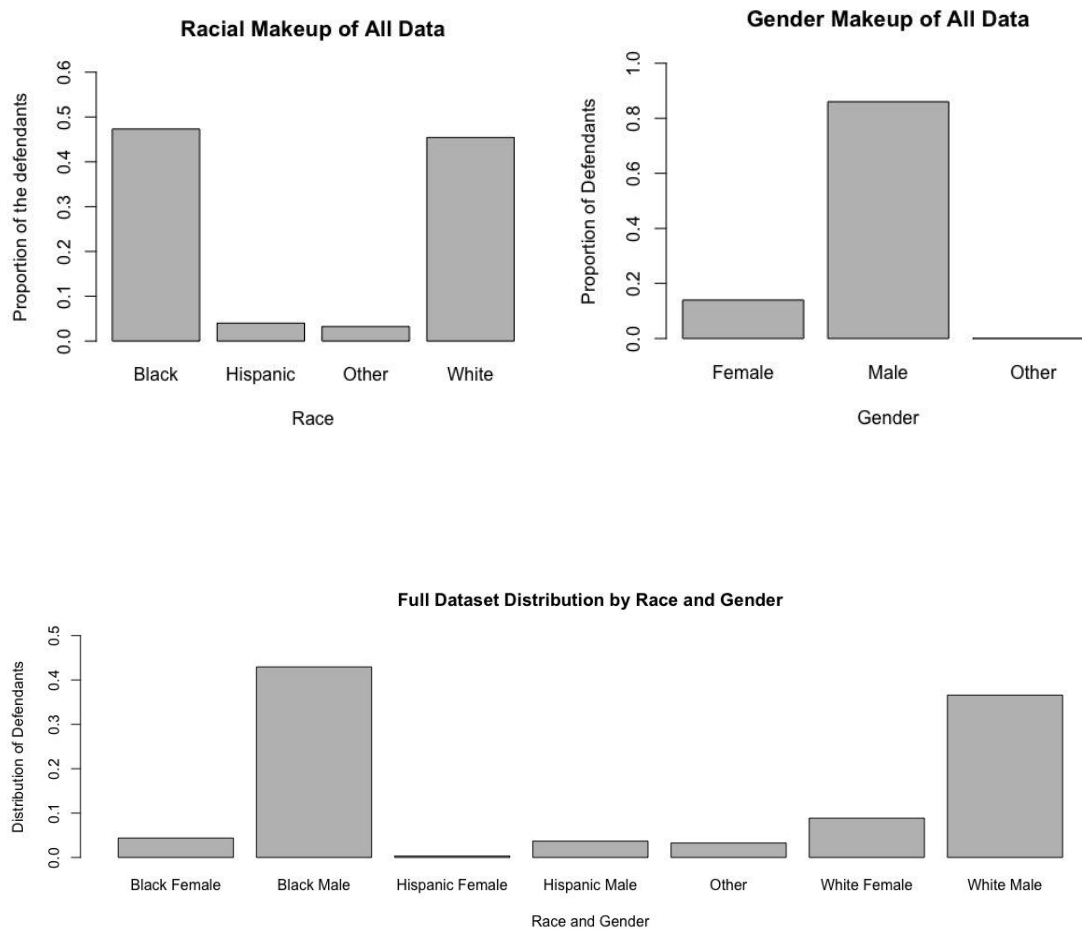 Racial Makeup of All Data
Proportion of the defendants
0.0 0.1 0.2 0.3 0.4 0.5 0.6
Black Hispanic Other White
Race
Gender Makeup of All Data
Proportion of Defendants
0.0 0.2 0.4 0.6 0.8 1.0
Female Male Other
Gender
Full Dataset Distribution by Race and Gender
Distribution of Defendants
0.0 0.1 0.2 0.3 0.4 0.5
Black Female Black Male Hispanic Female Hispanic Male Other White Female White Male
Race and Gender